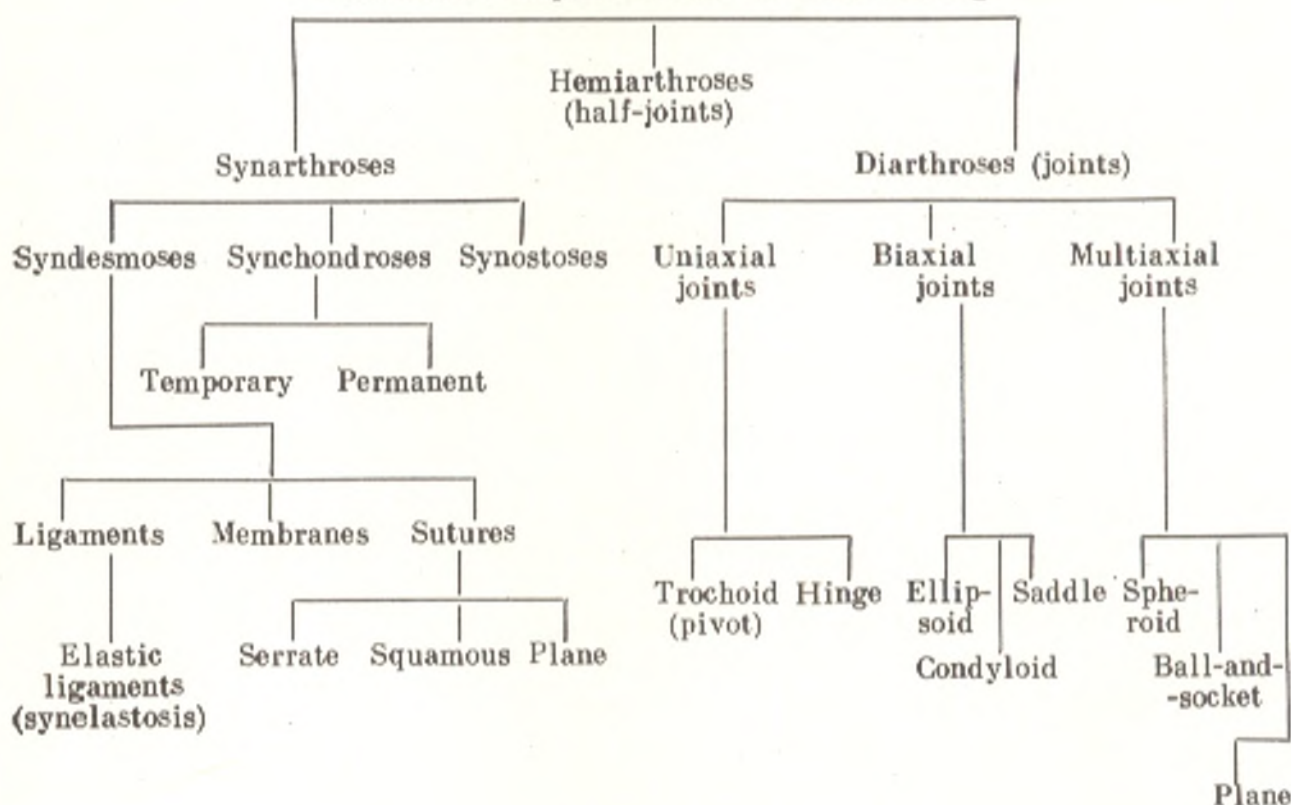 Hemiarthroses
(half-joints)
Synarthroses
Diarthroses (joints)
Syndesmoses
Synchondroses
Synostoses
Uniaxial
joints
Biaxial
joints
Multiaxial
joints
Temporary
Permanent
Ligaments
Membranes
Sutures
Trochoid
(pivot)
Hinge
Ellip-
soid
Saddle
Sphe-
roid
Condyloid
Ball-and-
-socket
Elastic
ligaments
(synelastosis)
Serrate
Squamous
Plane
Plane